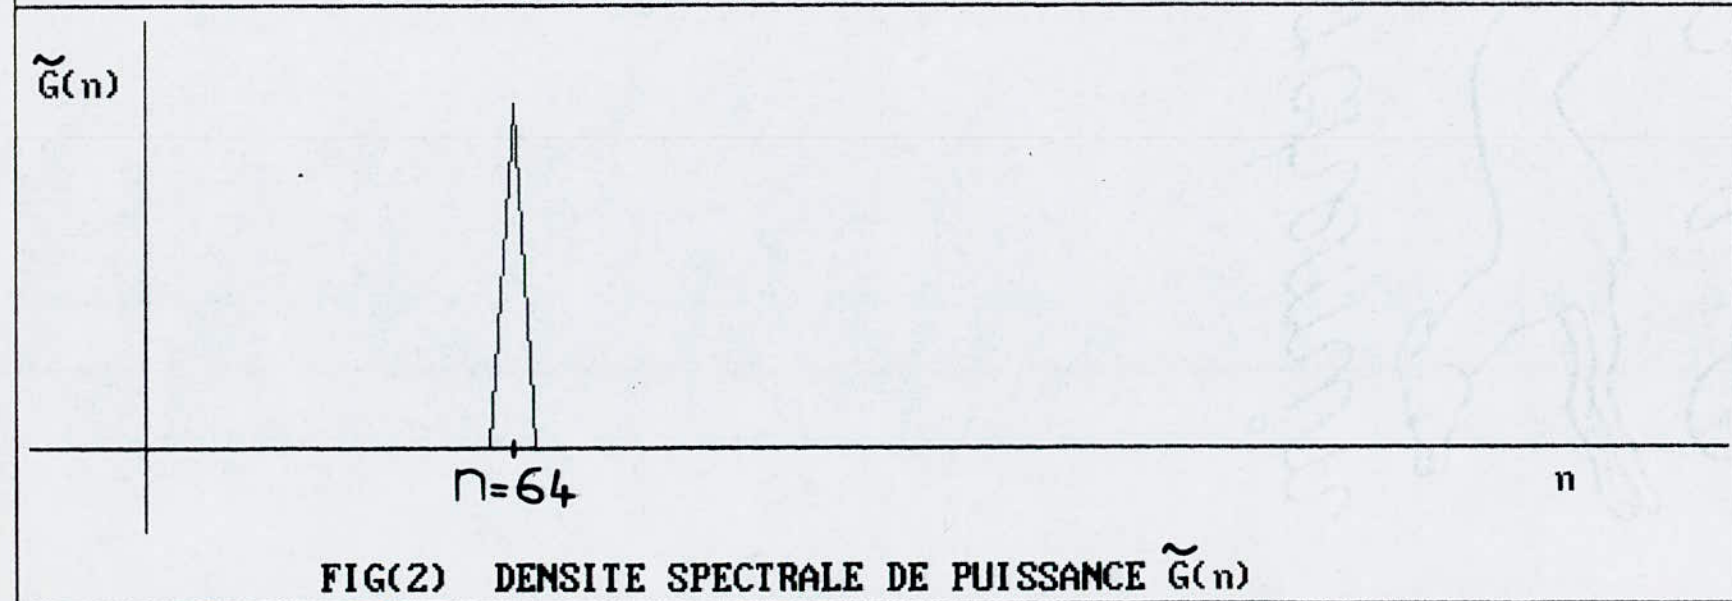 G̃(n)
n=64
n
FIG(2) DENSITE SPECTRALE DE PUISSANCE G̃(n)